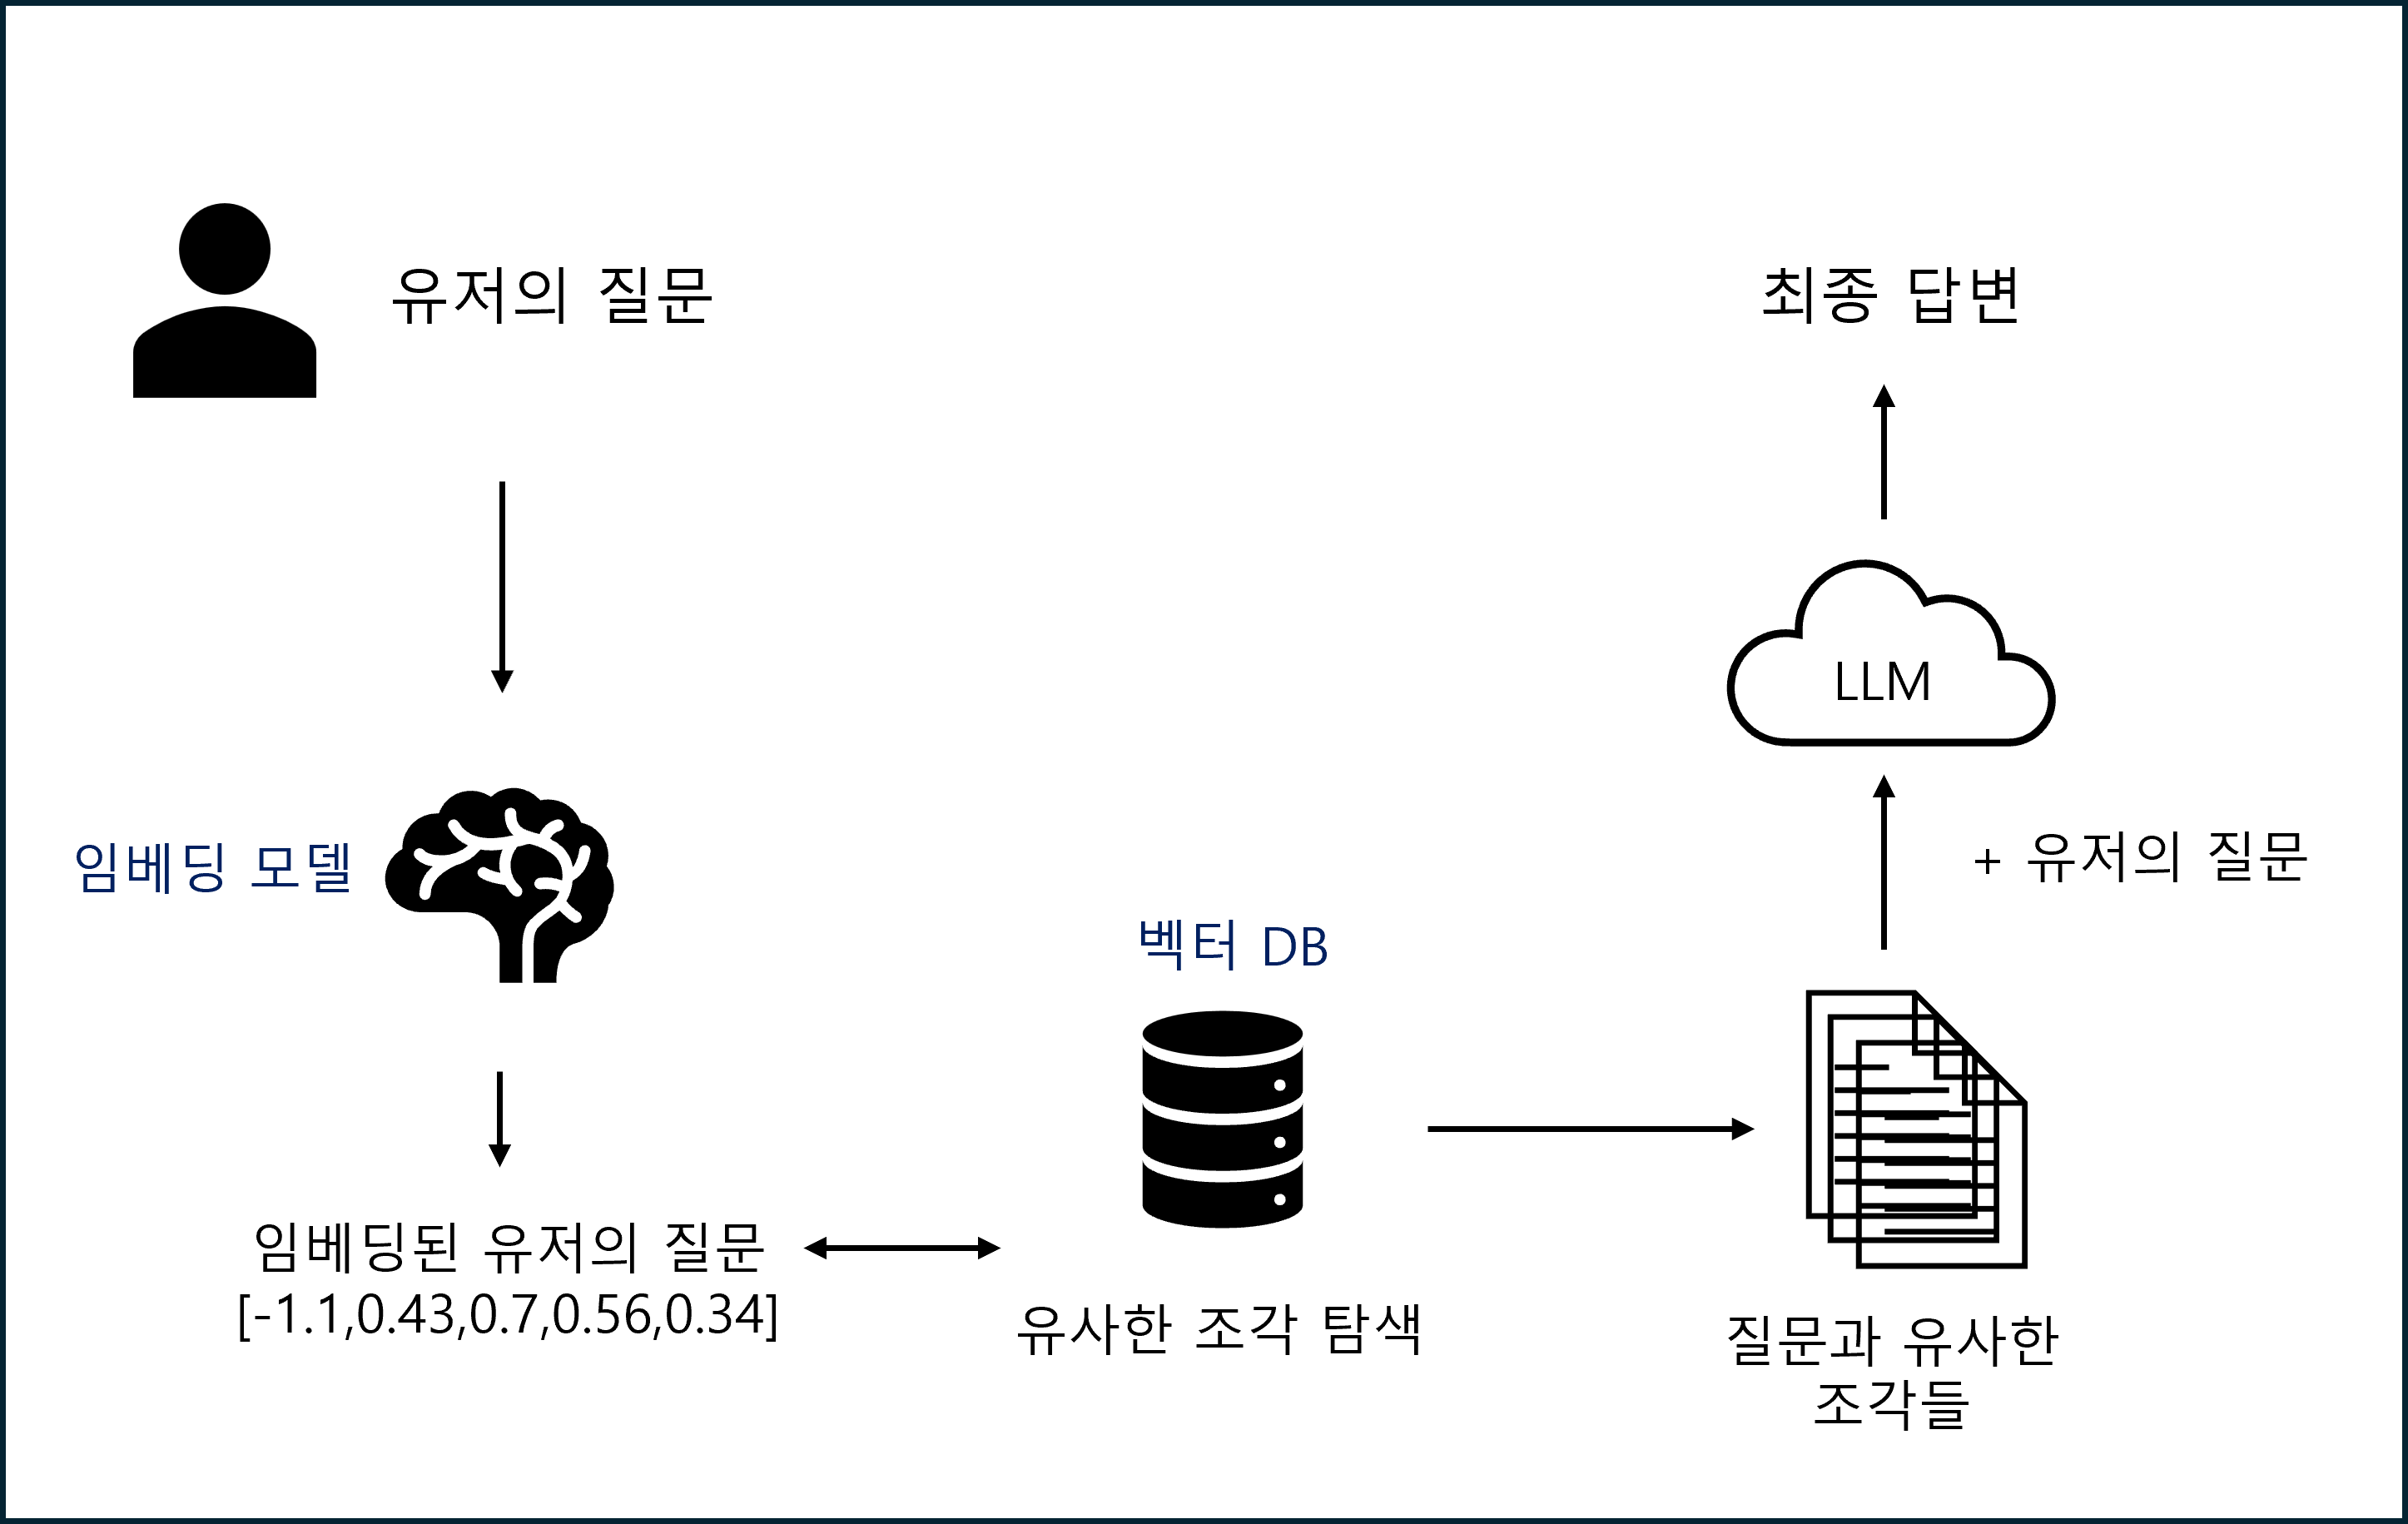 유저의 질문
임베딩 모델
임베딩된 유저의 질문
[-1.1,0.43,0.7,0.56,0.34]
벡터 DB
유사한 조각 탐색
질문과 유사한
조각들
+ 유저의 질문
LLM
최종 답변